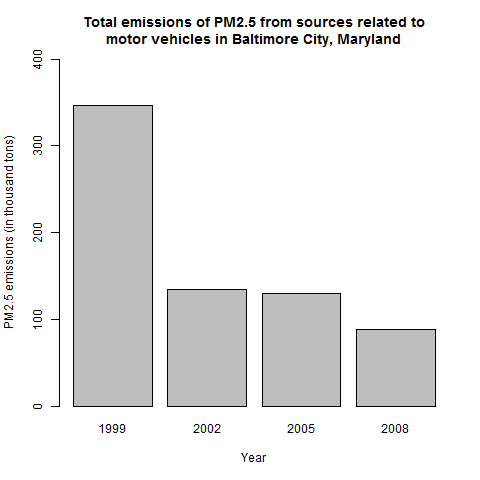 Total emissions of PM2.5 from sources related to
motor vehicles in Baltimore City, Maryland
PM2.5 emissions (in thousand tons)
400
300
200
100
0
1999 2002 2005 2008
Year